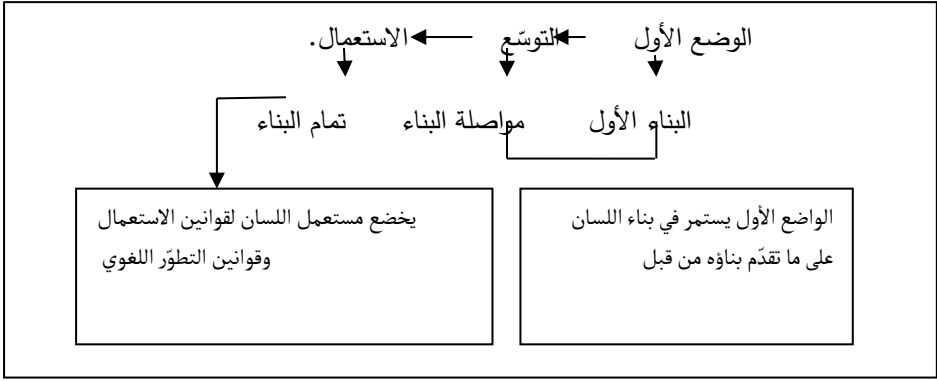 الوضع الأول التوسّع الاستعمال.
البناء الأول مواصلة البناء تمام البناء
الواضع الأول يستمر في بناء اللسان
على ما تقدّم بناؤه من قبل
يخضع مستعمل اللسان لقوانين الاستعمال
وقوانين التطوّر اللغوي